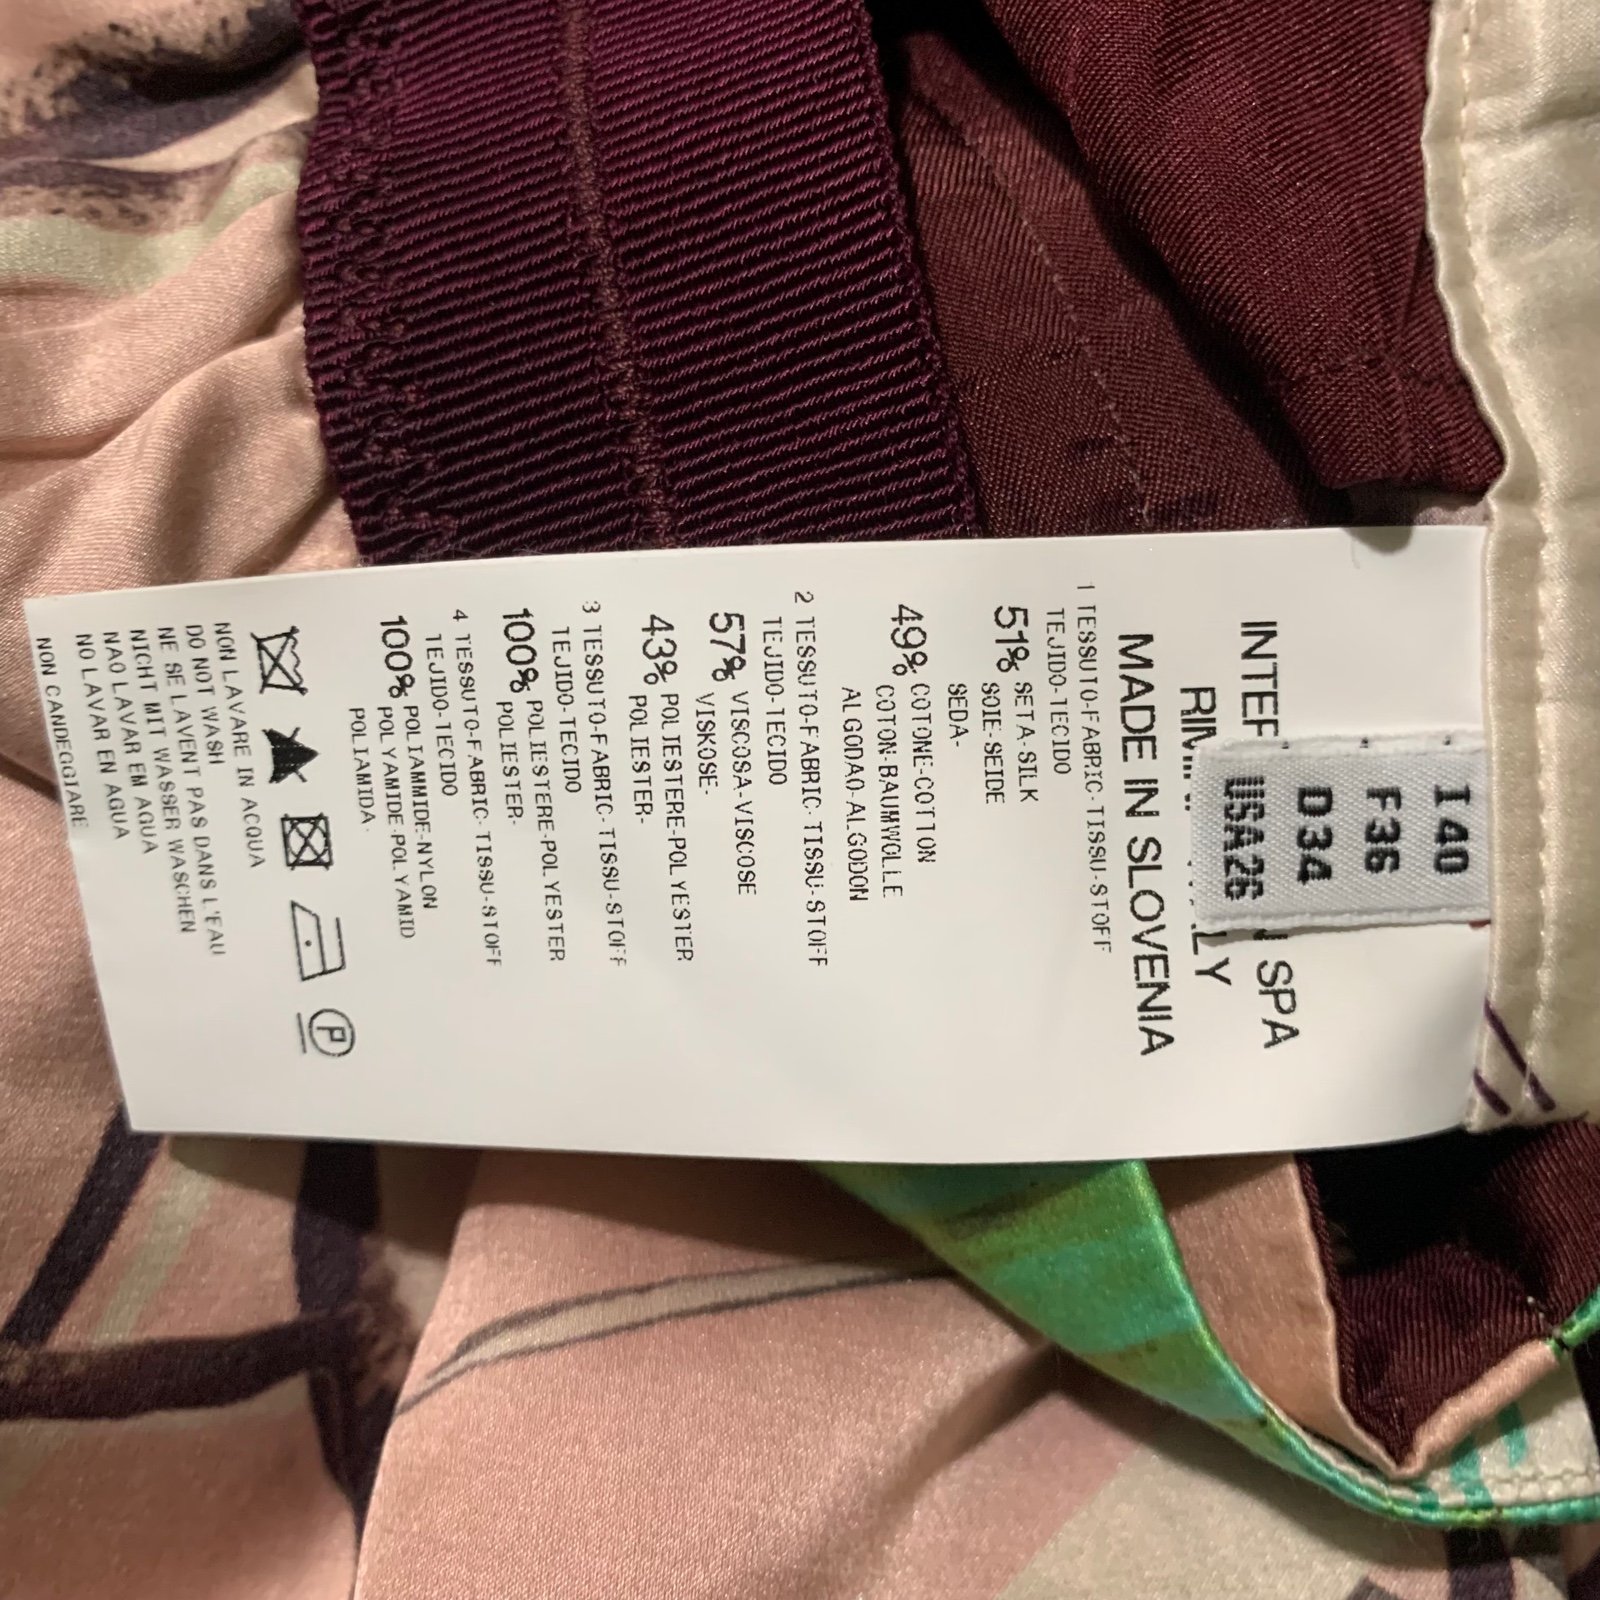 I 40
F36
D34
USA 26
SPA
MADE IN SLOVENIA
1 TESSUTO-FABRIC-TISSU-STOFF
TEJIDO-TECIDO
51% SETA-SILK
SOIE-SEIDE
SEDA-
49% COTONE-COTTON
COTON-BAUMWOLLE
ALGODAO-ALGODON
2 TESSUTO-FABRIC-TISSU-STOFF
TEJIDO-TECIDO
57% VISCOSA-VISCOSE
VISKOSE-
43% POLIESTERE-POLYESTER
POLIESTER-
3 TESSUTO-FABRIC-TISSU-STOFF
TEJIDO-TECIDO
100% POLIESTERE-POLYESTER
POLIESTER-
4 TESSUTO-FABRIC-TISSU-STOFF
TEJIDO-TECIDO
100% POLIAMMIDE-NYLON
POLYAMIDE-POLYAMID
POLIAMIDA-
P
NON LAVARE IN ACQUA
DO NOT WASH
NE SE LAVENT PAS DANS L'EAU
NICHT MIT WASSER WASCHEN
NAO LAVAR EM AGUA
NO LAVAR EN AGUA
NON CANDEGGIARE